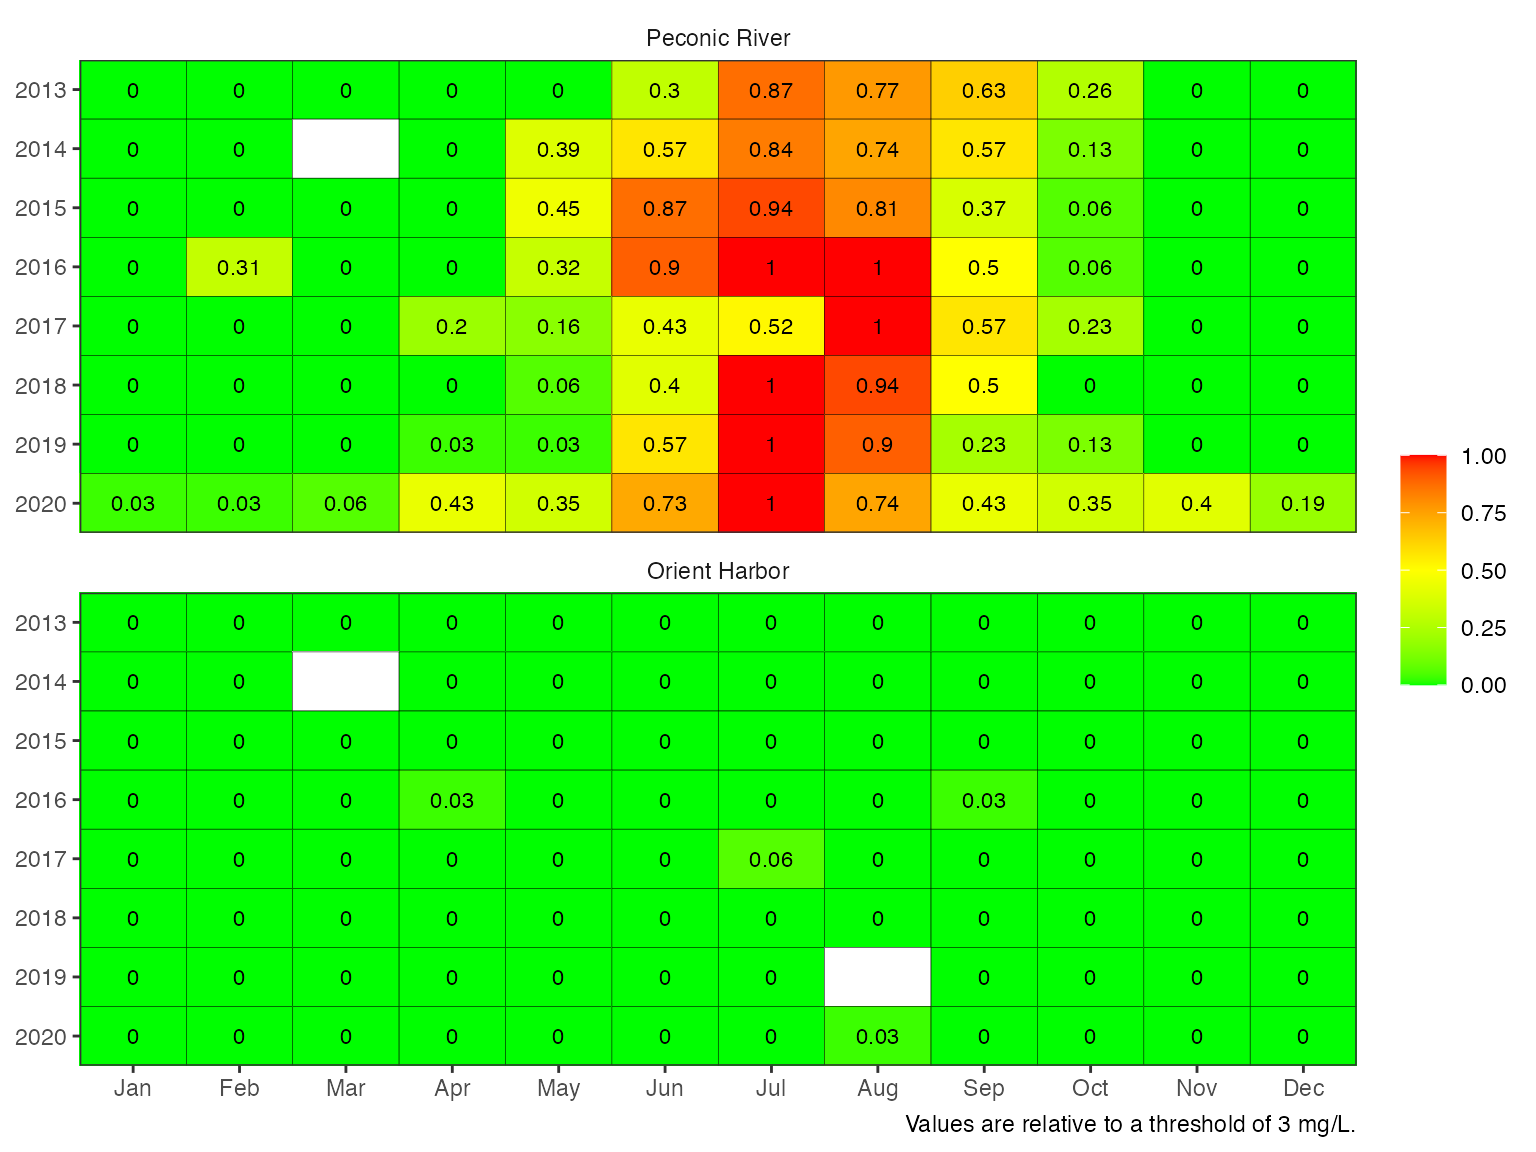 Peconic River
2013 0 0 0 0 0 0.3 0.87 0.77 0.63 0.26 0 0
2014 0 0 0 0.39 0.57 0.84 0.74 0.57 0.13 0 0
2015 0 0 0 0 0.45 0.87 0.94 0.81 0.37 0.06 0 0
2016 0 0.31 0 0 0.32 0.9 1 1 0.5 0.06 0 0
2017 0 0 0 0.2 0.16 0.43 0.52 1 0.57 0.23 0 0
2018 0 0 0 0 0.06 0.4 1 0.94 0.5 0 0 0
2019 0 0 0 0.03 0.03 0.57 1 0.9 0.23 0.13 0 0
2020 0.03 0.03 0.06 0.43 0.35 0.73 1 0.74 0.43 0.35 0.4 0.19
Orient Harbor
2013 0 0 0 0 0 0 0 0 0 0 0 0
2014 0 0 0 0 0 0 0 0 0 0 0
2015 0 0 0 0 0 0 0 0 0 0 0 0
2016 0 0 0 0.03 0 0 0 0 0.03 0 0 0
2017 0 0 0 0 0 0 0.06 0 0 0 0 0
2018 0 0 0 0 0 0 0 0 0 0 0 0
2019 0 0 0 0 0 0 0 0 0 0 0
2020 0 0 0 0 0 0 0 0.03 0 0 0 0
Jan Feb Mar Apr May Jun Jul Aug Sep Oct Nov Dec
Values are relative to a threshold of 3 mg/L.
1.00
0.75
0.50
0.25
0.00